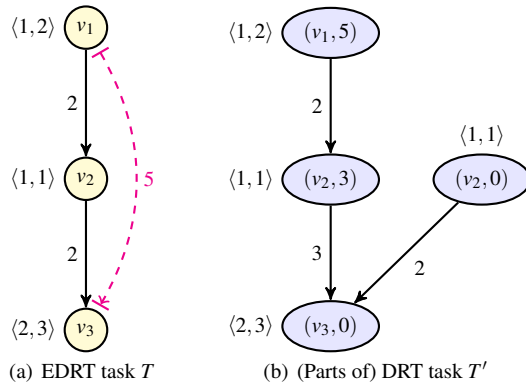 ⟨1,2⟩ v₁
2
⟨1,1⟩ v₂ 5
2
⟨2,3⟩ v₃
(a) EDRT task T
⟨1,2⟩ (v₁,5)
2
⟨1,1⟩
⟨1,1⟩ (v₂,3) (v₂,0)
3 2
⟨2,3⟩ (v₃,0)
(b) (Parts of) DRT task T′